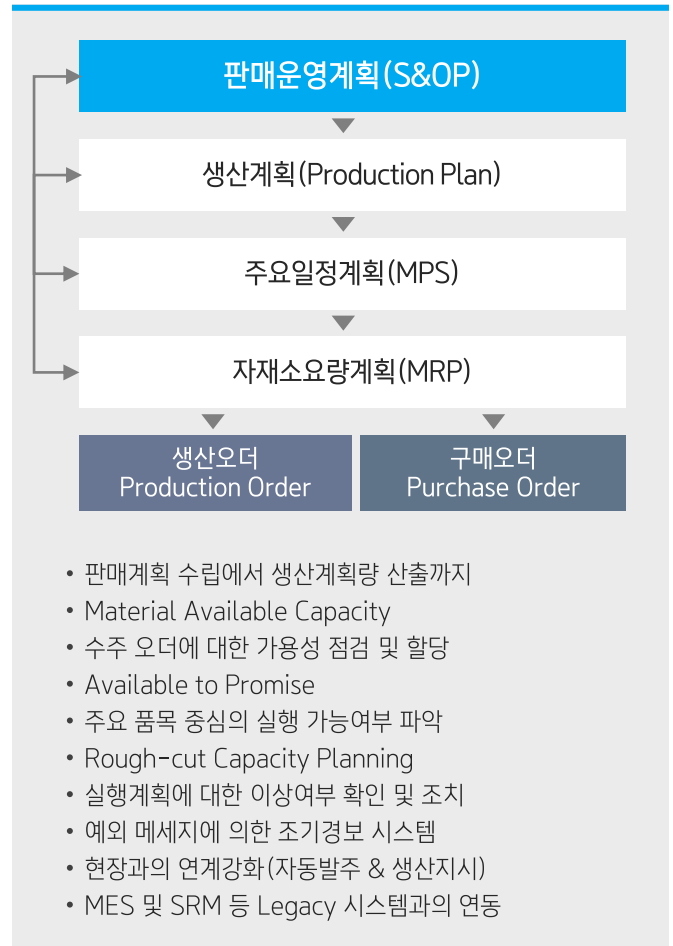 판매운영계획(S&OP)
생산계획(Production Plan)
주요일정계획(MPS)
자재소요량계획(MRP)
생산오더
Production Order
구매오더
Purchase Order
• 판매계획 수립에서 생산계획량 산출까지
• Material Available Capacity
• 수주 오더에 대한 가용성 점검 및 할당
• Available to Promise
• 주요 품목 중심의 실행 가능여부 파악
• Rough-cut Capacity Planning
• 실행계획에 대한 이상여부 확인 및 조치
• 예외 메세지에 의한 조기경보 시스템
• 현장과의 연계강화(자동발주 & 생산지시)
• MES 및 SRM 등 Legacy 시스템과의 연동